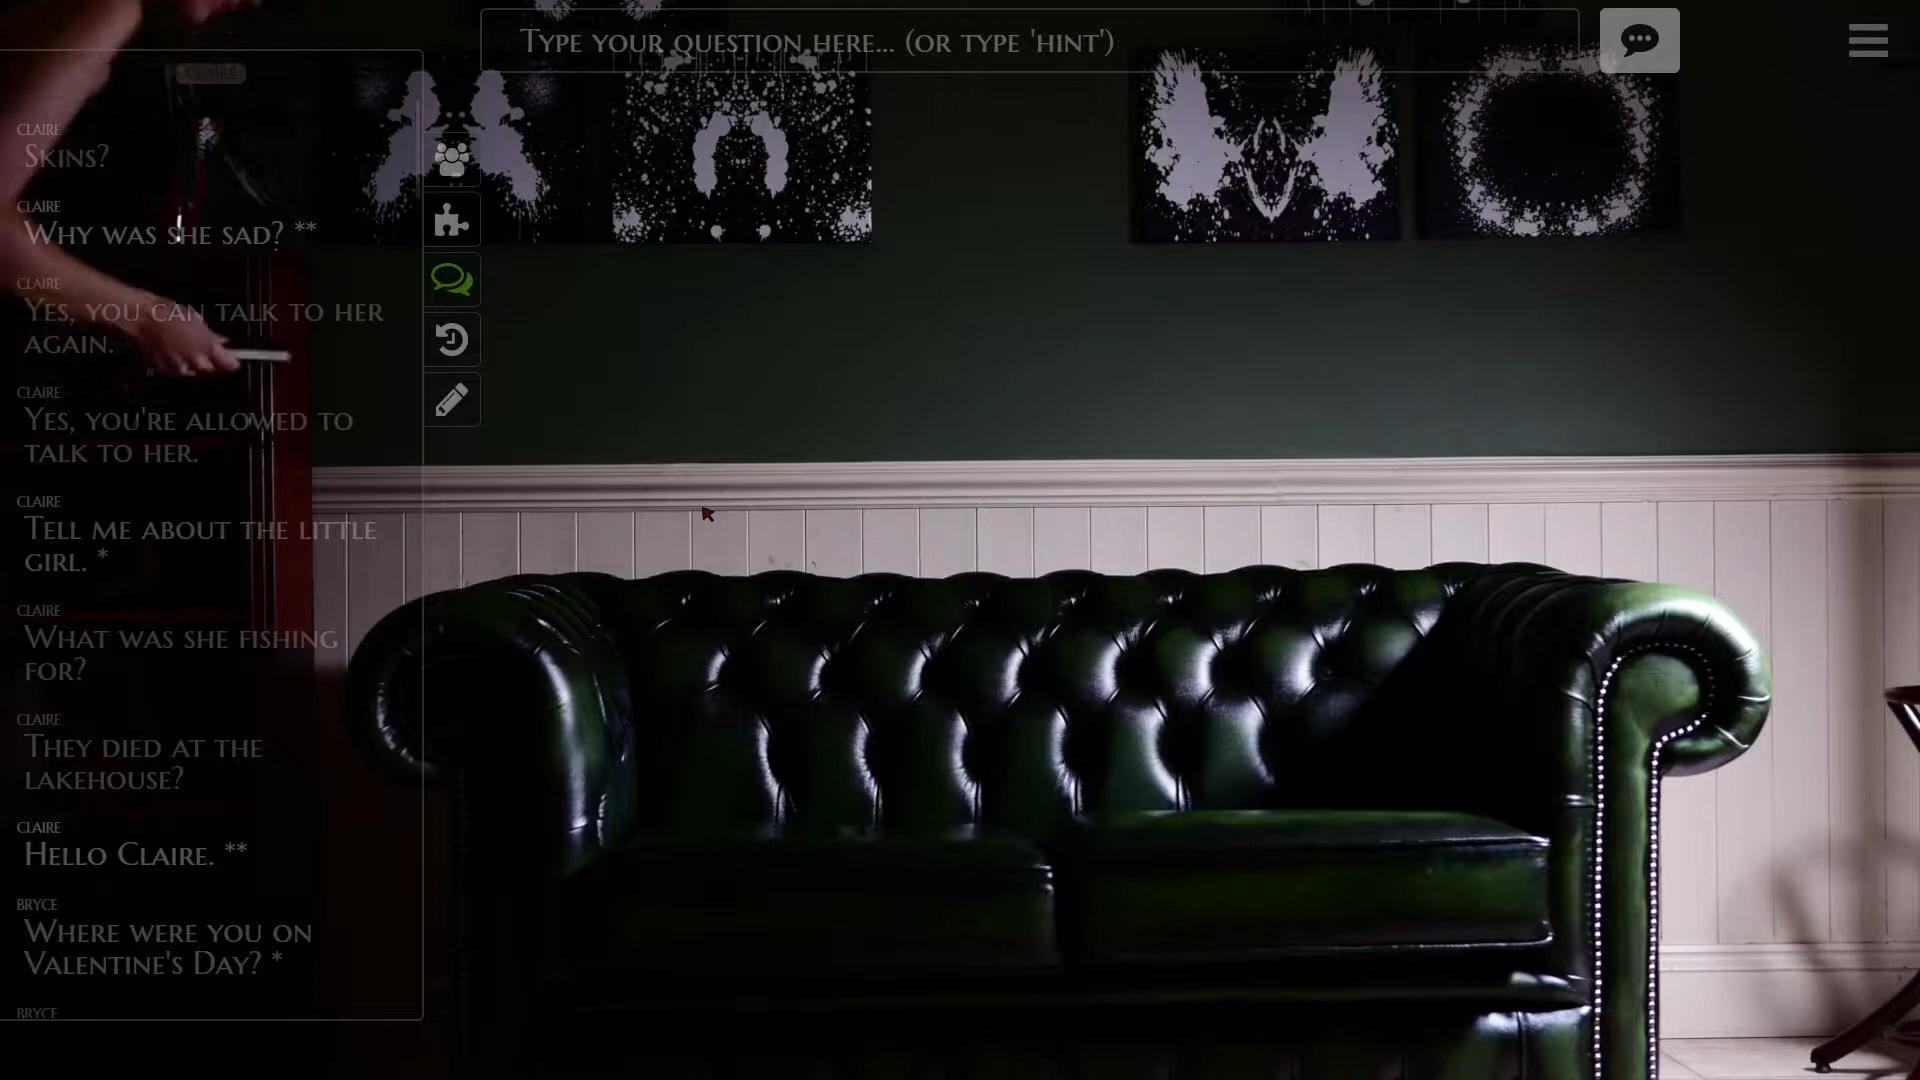 Type your question here... (or type 'hint')
CLAIRE
CLAIRE
Skins?
CLAIRE
Why was she sad? **
CLAIRE
Yes, you can talk to her
again.
CLAIRE
Yes, you're allowed to
talk to her.
CLAIRE
Tell me about the little
girl. *
CLAIRE
What was she fishing
for?
CLAIRE
They died at the
lakehouse?
CLAIRE
Hello Claire. **
BRYCE
Where were you on
Valentine's Day? *
BRYCE